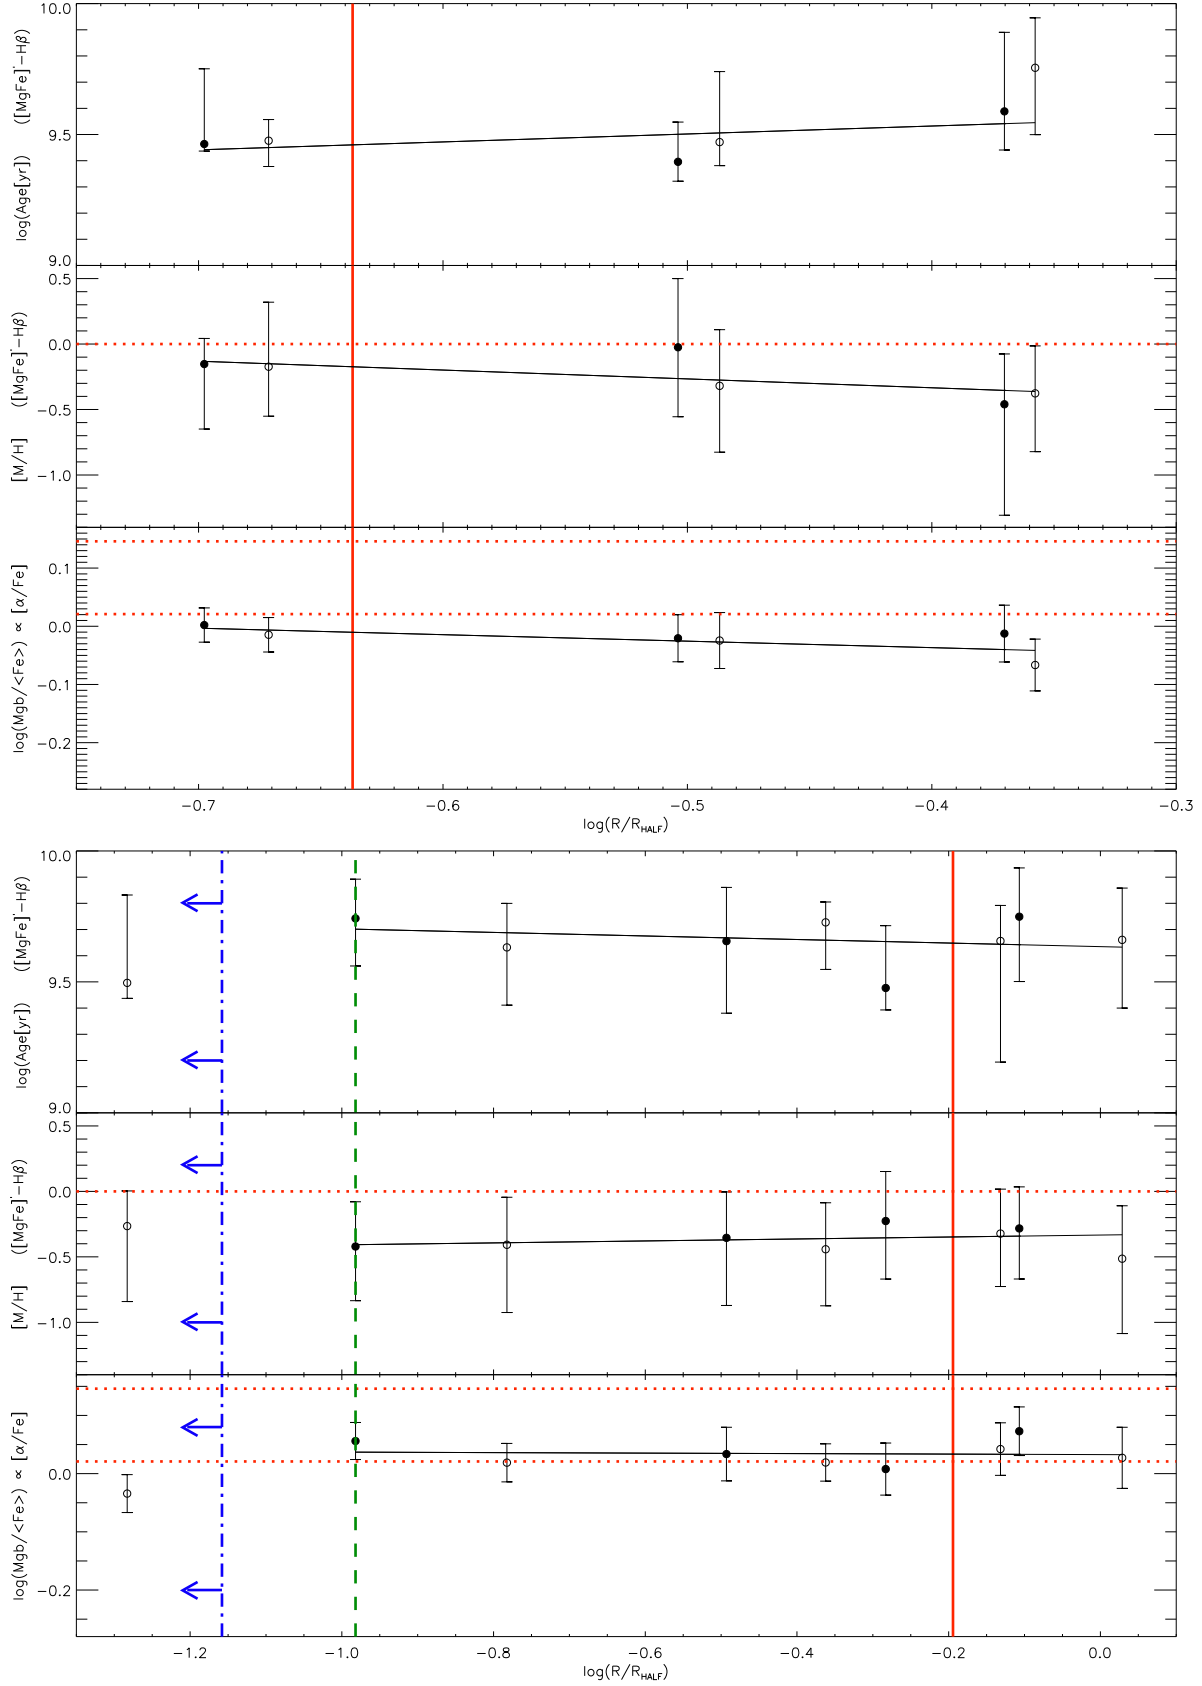 10.0
9.5
9.0
log(Age[yr]) ([MgFe]'−Hβ)
0.5
0.0
−0.5
−1.0
[M/H] ([MgFe]'−Hβ)
0.1
0.0
−0.1
−0.2
log(Mgb/<Fe>) ∝ [α/Fe]
−0.7 −0.6 −0.5 −0.4 −0.3
log(R/R_HALF)
10.0
9.5
9.0
log(Age[yr]) ([MgFe]'−Hβ)
0.5
0.0
−0.5
−1.0
[M/H] ([MgFe]'−Hβ)
0.0
−0.2
log(Mgb/<Fe>) ∝ [α/Fe]
−1.2 −1.0 −0.8 −0.6 −0.4 −0.2 0.0
log(R/R_HALF)